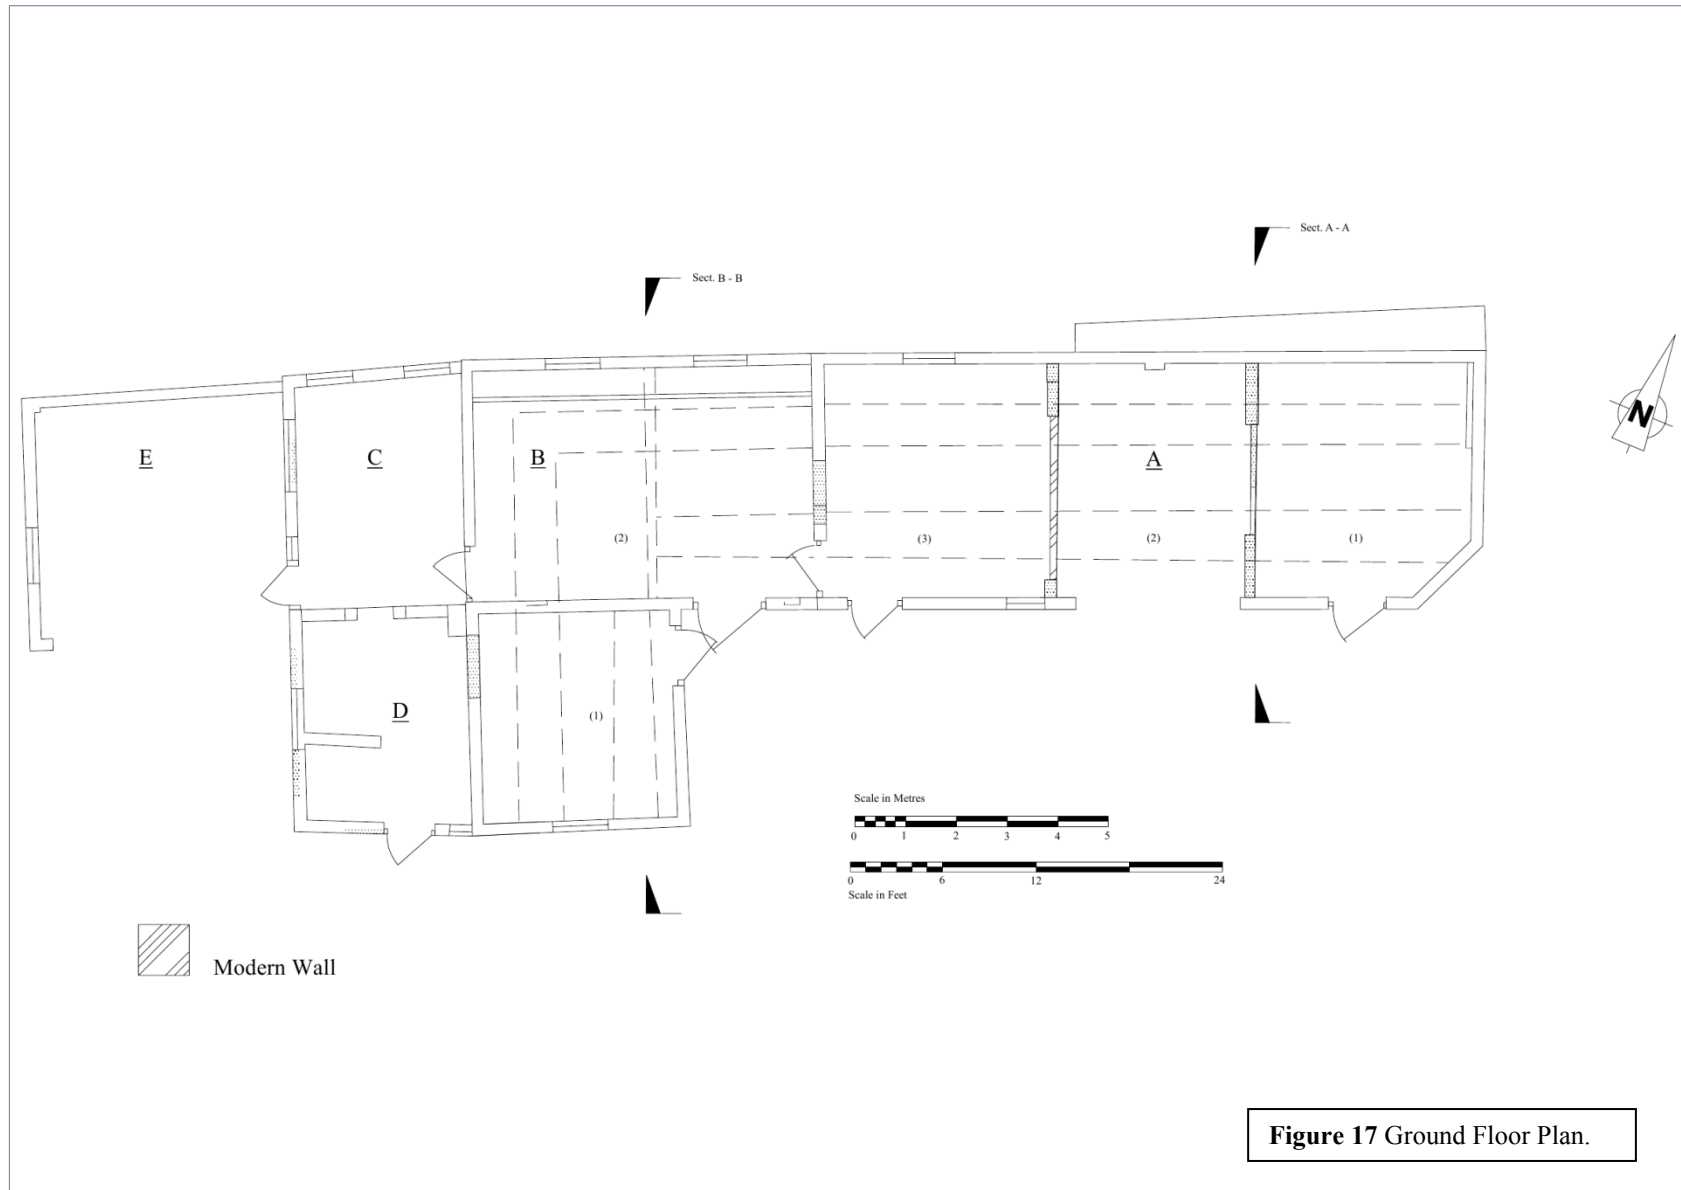 Sect. A - A
Sect. B - B
N
E
C
B
A
(2)
(3)
(2)
(1)
D
(1)
Scale in Metres
0 1 2 3 4 5
0 6 12 24
Scale in Feet
Modern Wall
Figure 17 Ground Floor Plan.